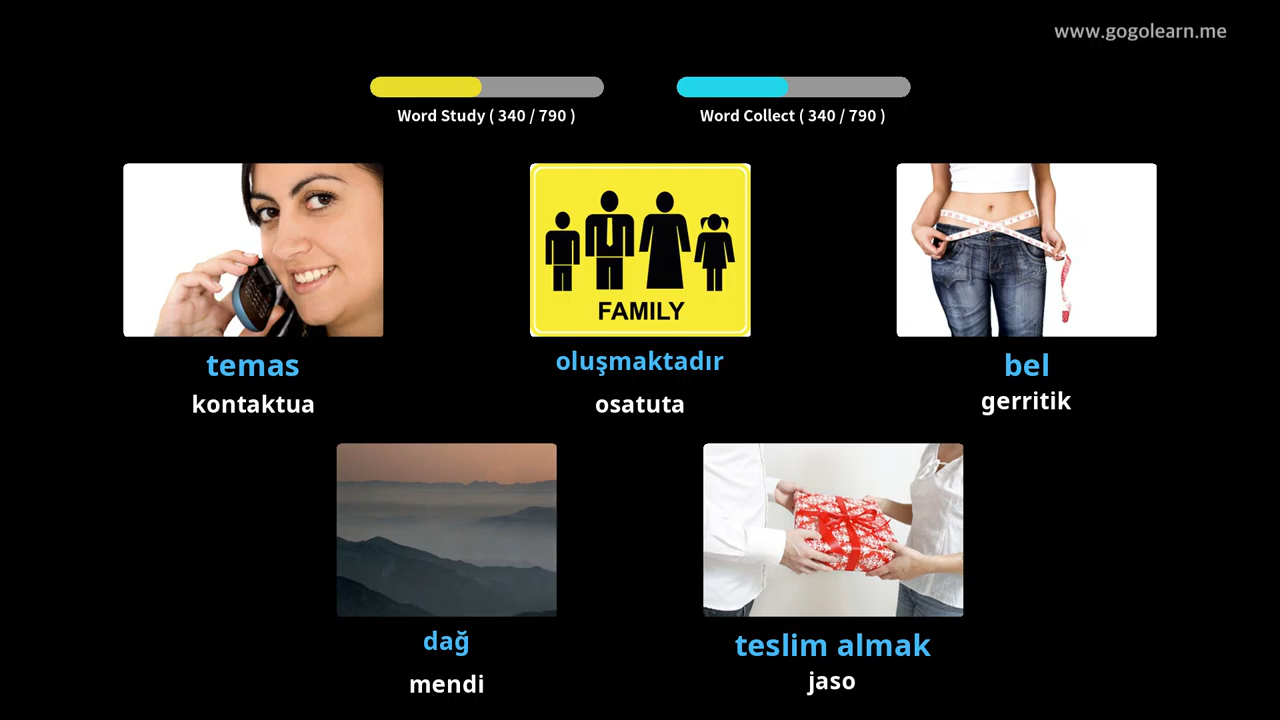 www.gogolearn.me
Word Study ( 340 / 790 )
Word Collect ( 340 / 790 )
FAMILY
temas
oluşmaktadır
bel
kontaktua
osatuta
gerritik
dağ
teslim almak
mendi
jaso